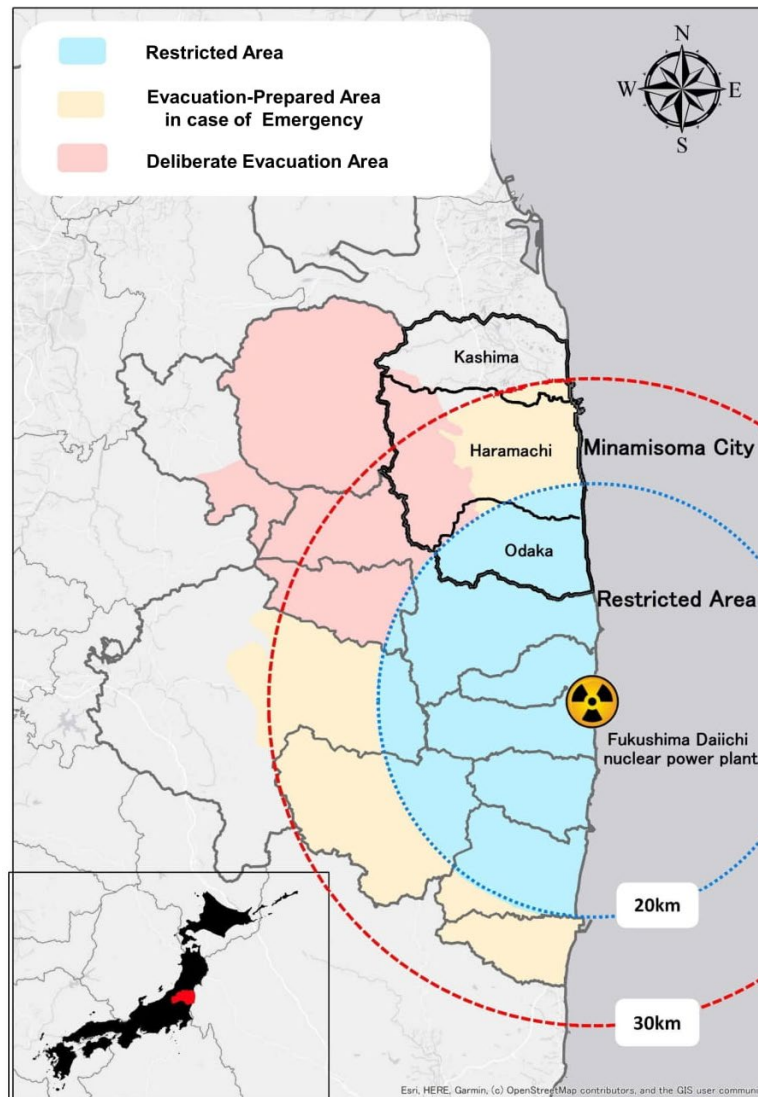 Restricted Area
Evacuation-Prepared Area
in case of Emergency
Deliberate Evacuation Area
N
W
E
S
Kashima
Haramachi
Minamisoma City
Odaka
Restricted Area
Fukushima Daiichi
nuclear power plant
20km
30km
Esri, HERE, Garmin, (c) OpenStreetMap contributors, and the GIS user commun